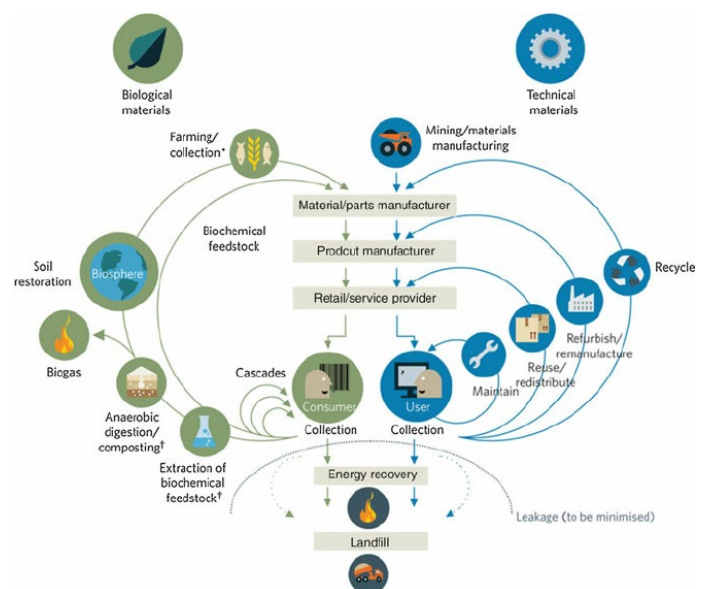 Biological
materials
Technical
materials
Farming/
collection*
Mining/materials
manufacturing
Material/parts manufacturer
Biochemical
feedstock
Prodcut manufacturer
Soil
restoration
Biosphere
Recycle
Retail/service provider
Refurbish/
remanufacture
Biogas
Reuse/
redistribute
Cascades
Maintain
Consumer
User
Anaerobic
digestion/
composting†
Collection
Collection
Extraction of
biochemical
feedstock†
Energy recovery
Leakage (to be minimised)
Landfill